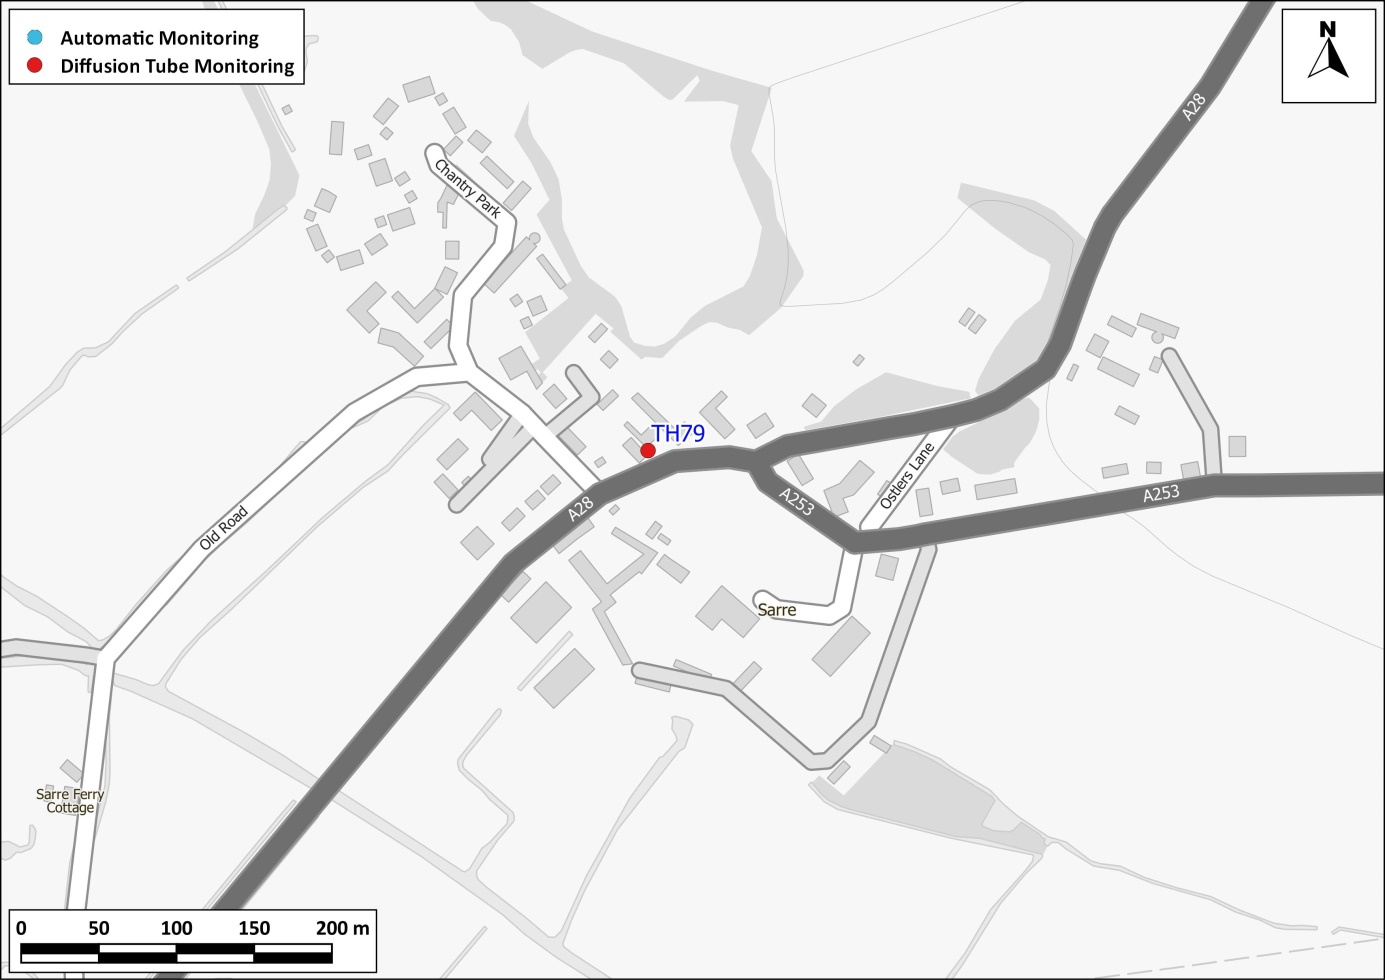 Automatic Monitoring
Diffusion Tube Monitoring
N
A28
Chantry Park
TH79
Ostlers Lane
A253
A253
A28
Old Road
Sarre
Sarre Ferry
Cottage
0 50 100 150 200 m